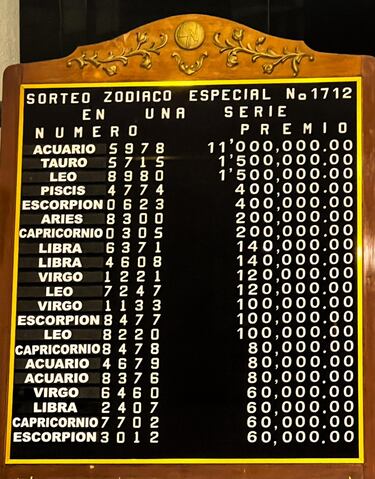 SORTEO ZODIACO ESPECIAL No1712
EN UNA SERIE
NUMERO PREMIO
ACUARIO 5978 11'000,000.00
TAURO 5715 1'500,000.00
LEO 8980 1'500,000.00
PISCIS 4774 400,000.00
ESCORPION 0623 400,000.00
ARIES 8300 200,000.00
CAPRICORNIO 0305 200,000.00
LIBRA 6371 140,000.00
LIBRA 4608 140,000.00
VIRGO 1221 120,000.00
LEO 7247 120,000.00
VIRGO 1133 100,000.00
ESCORPION 8477 100,000.00
LEO 8220 100,000.00
CAPRICORNIO 8478 80,000.00
ACUARIO 4679 80,000.00
ACUARIO 8376 80,000.00
VIRGO 6460 60,000.00
LIBRA 2407 60,000.00
CAPRICORNIO 7702 60,000.00
ESCORPION 3012 60,000.00